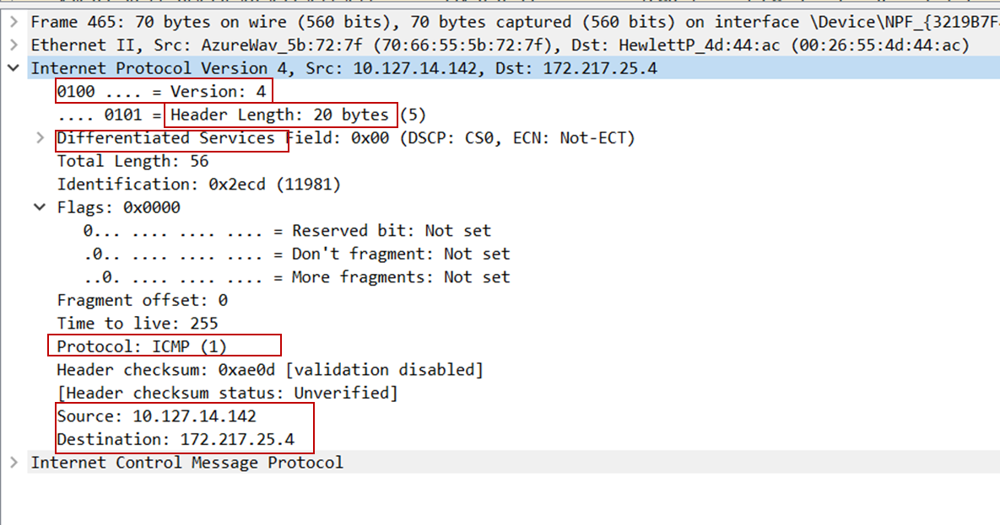 Frame 465: 70 bytes on wire (560 bits), 70 bytes captured (560 bits) on interface \Device\NPF_{3219B7F
Ethernet II, Src: AzureWav_5b:72:7f (70:66:55:5b:72:7f), Dst: HewlettP_4d:44:ac (00:26:55:4d:44:ac)
Internet Protocol Version 4, Src: 10.127.14.142, Dst: 172.217.25.4
0100 .... = Version: 4
.... 0101 = Header Length: 20 bytes (5)
Differentiated Services Field: 0x00 (DSCP: CS0, ECN: Not-ECT)
Total Length: 56
Identification: 0x2ecd (11981)
Flags: 0x0000
0... .... .... .... = Reserved bit: Not set
.0.. .... .... .... = Don't fragment: Not set
..0. .... .... .... = More fragments: Not set
Fragment offset: 0
Time to live: 255
Protocol: ICMP (1)
Header checksum: 0xae0d [validation disabled]
[Header checksum status: Unverified]
Source: 10.127.14.142
Destination: 172.217.25.4
Internet Control Message Protocol